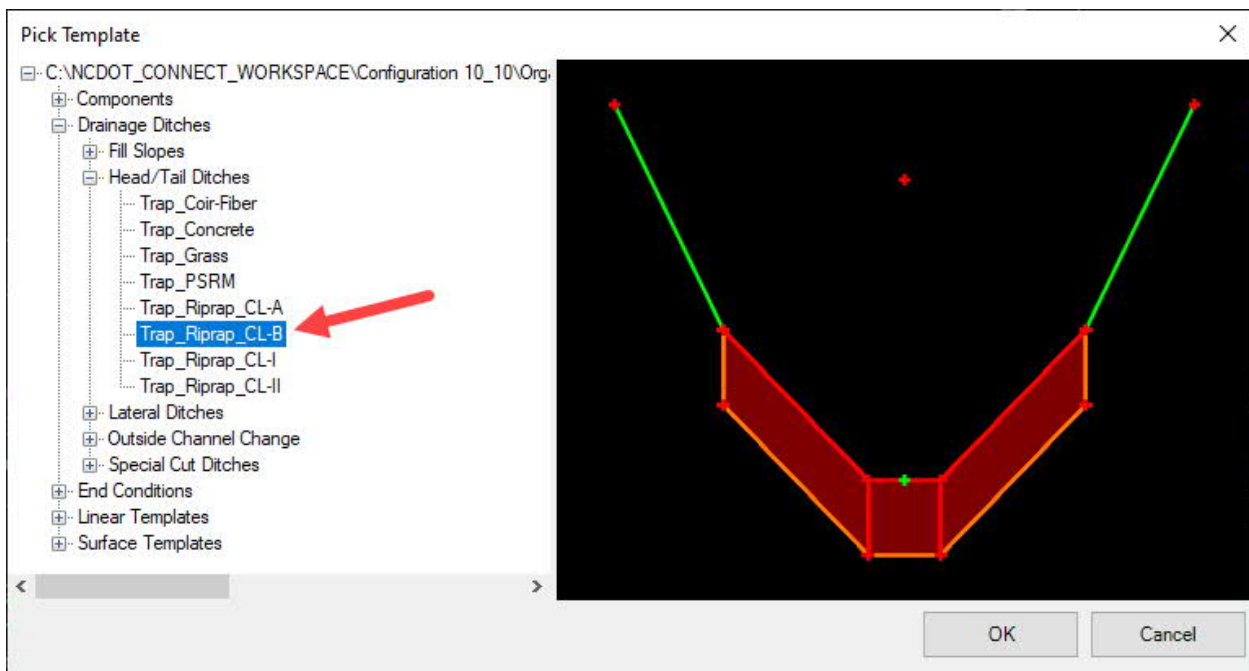 Pick Template
C:\NCDOT_CONNECT_WORKSPACE\Configuration 10_10\Org
Components
Drainage Ditches
Fill Slopes
Head/Tail Ditches
Trap_Coir-Fiber
Trap_Concrete
Trap_Grass
Trap_PSRM
Trap_Riprap_CL-A
Trap_Riprap_CL-B
Trap_Riprap_CL-I
Trap_Riprap_CL-II
Lateral Ditches
Outside Channel Change
Special Cut Ditches
End Conditions
Linear Templates
Surface Templates
OK Cancel